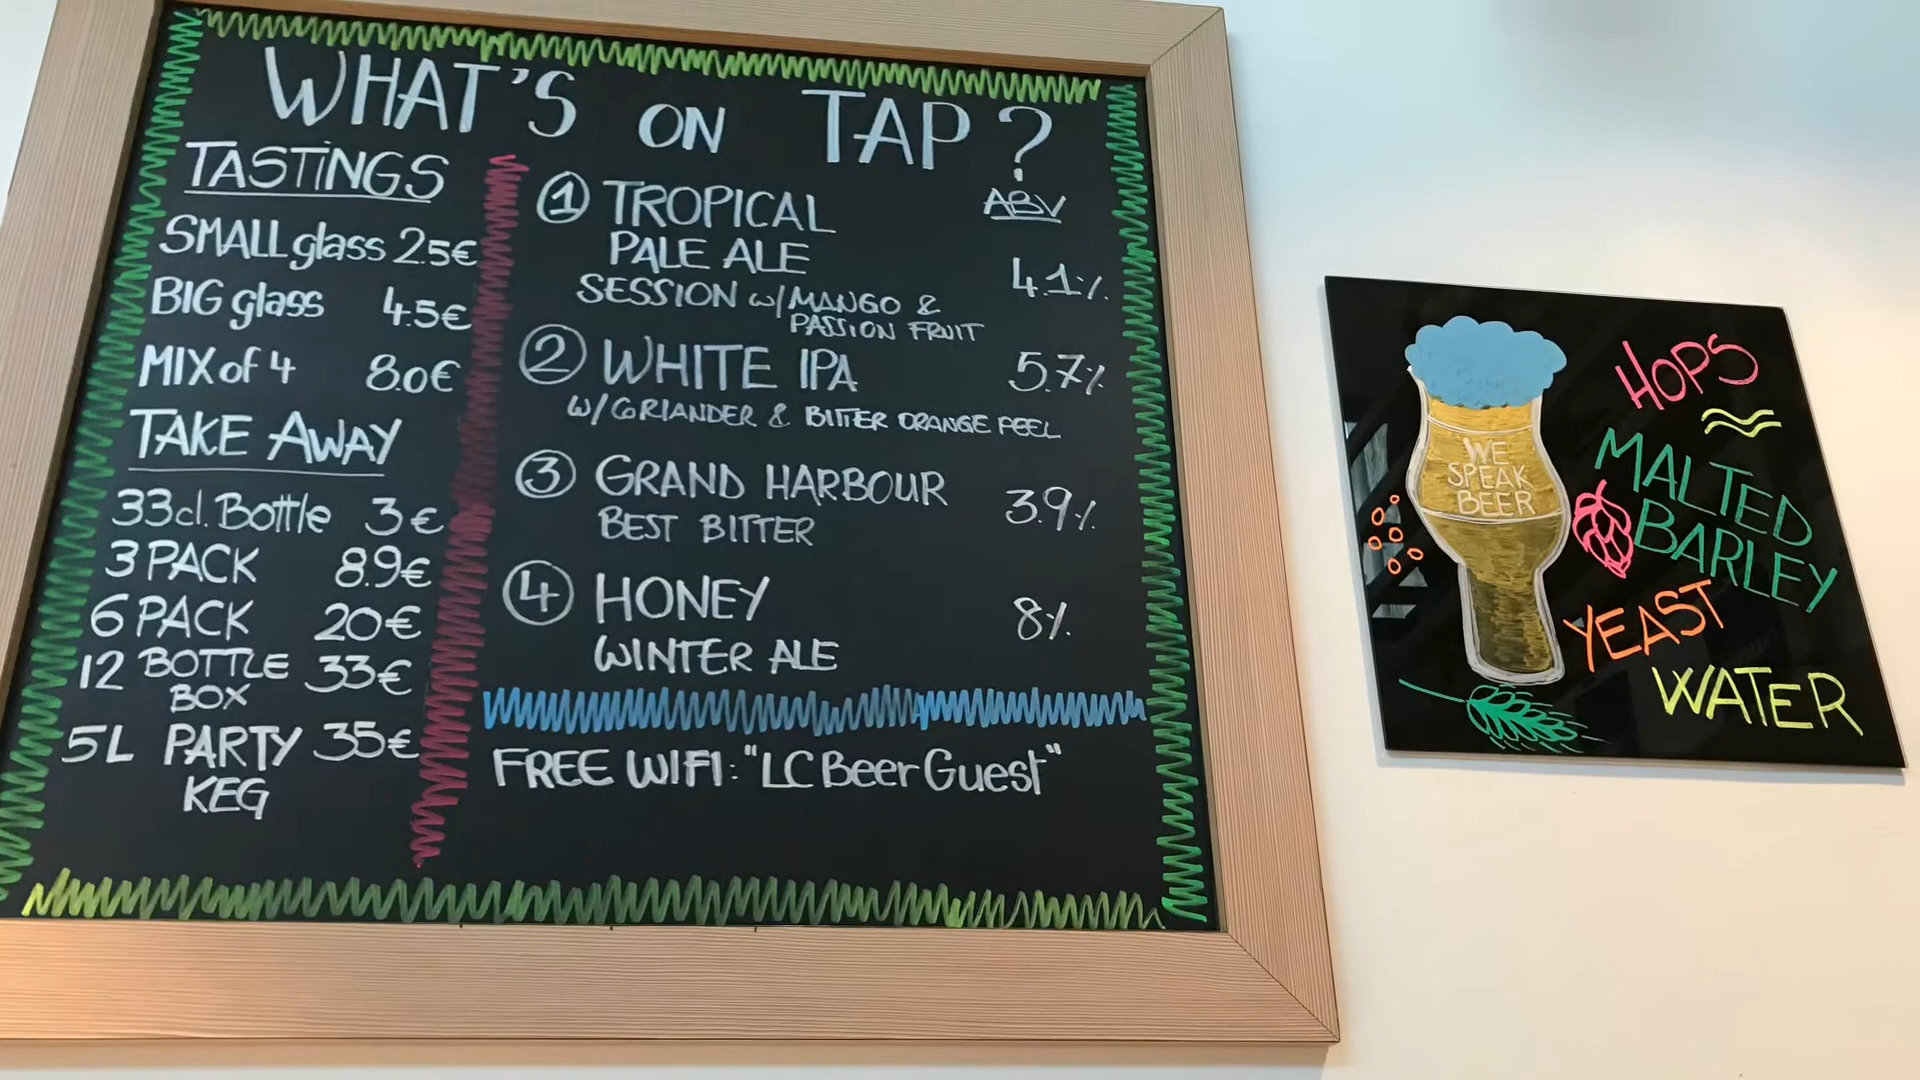 WHAT'S ON TAP?
TASTINGS
SMALL glass 2.5€
BIG glass 4.5€
MIX of 4 8.0€
TAKE AWAY
33cl. Bottle 3€
3 PACK 8.9€
6 PACK 20€
12 BOTTLE BOX 33€
5L PARTY KEG 35€
ABV
1 TROPICAL
PALE ALE 4.1%
SESSION w/ MANGO &
PASSION FRUIT
2 WHITE IPA 5.7%
W/ CORIANDER & BITTER ORANGE PEEL
3 GRAND HARBOUR 3.9%
BEST BITTER
4 HONEY 8%
WINTER ALE
FREE WIFI: "LC Beer Guest"
WE
SPEAK
BEER
HOPS
MALTED
BARLEY
YEAST
WATER